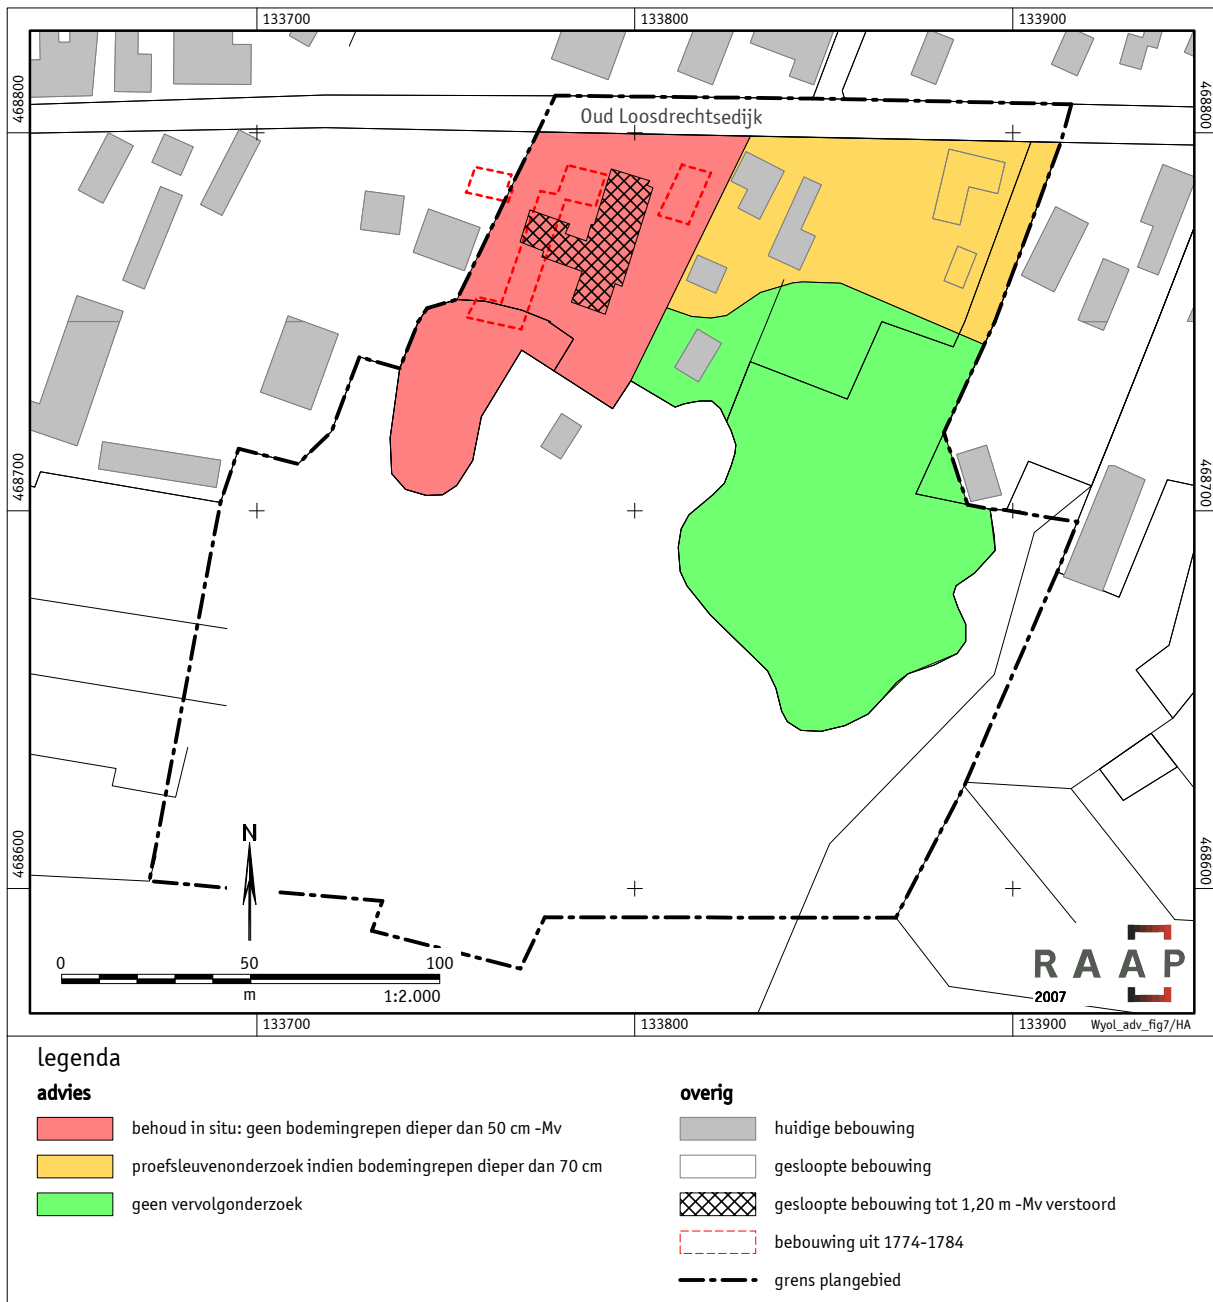 133700
133800
133900
468800
468800
Oud Loosdrechtsedijk
468700
468700
468600
468600
N
0
50
100
m
1:2.000
RAAP
2007
133700
133800
133900
Wyol_adv_fig7/HA
legenda
advies
behoud in situ: geen bodemingrepen dieper dan 50 cm -Mv
proefsleuvenonderzoek indien bodemingrepen dieper dan 70 cm
geen vervolgonderzoek
overig
huidige bebouwing
gesloopte bebouwing
gesloopte bebouwing tot 1,20 m -Mv verstoord
bebouwing uit 1774-1784
grens plangebied